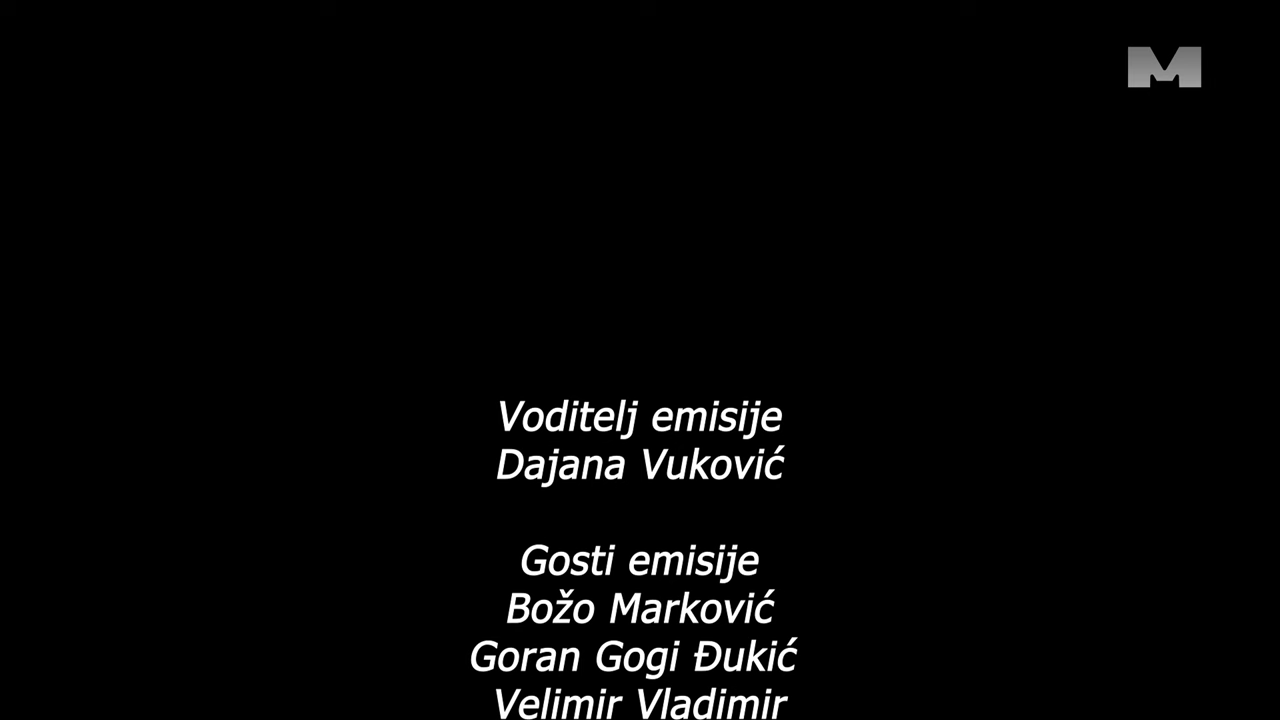 M
Voditelj emisije
Dajana Vuković
Gosti emisije
Božo Marković
Goran Gogi Đukić
Velimir Vladimir